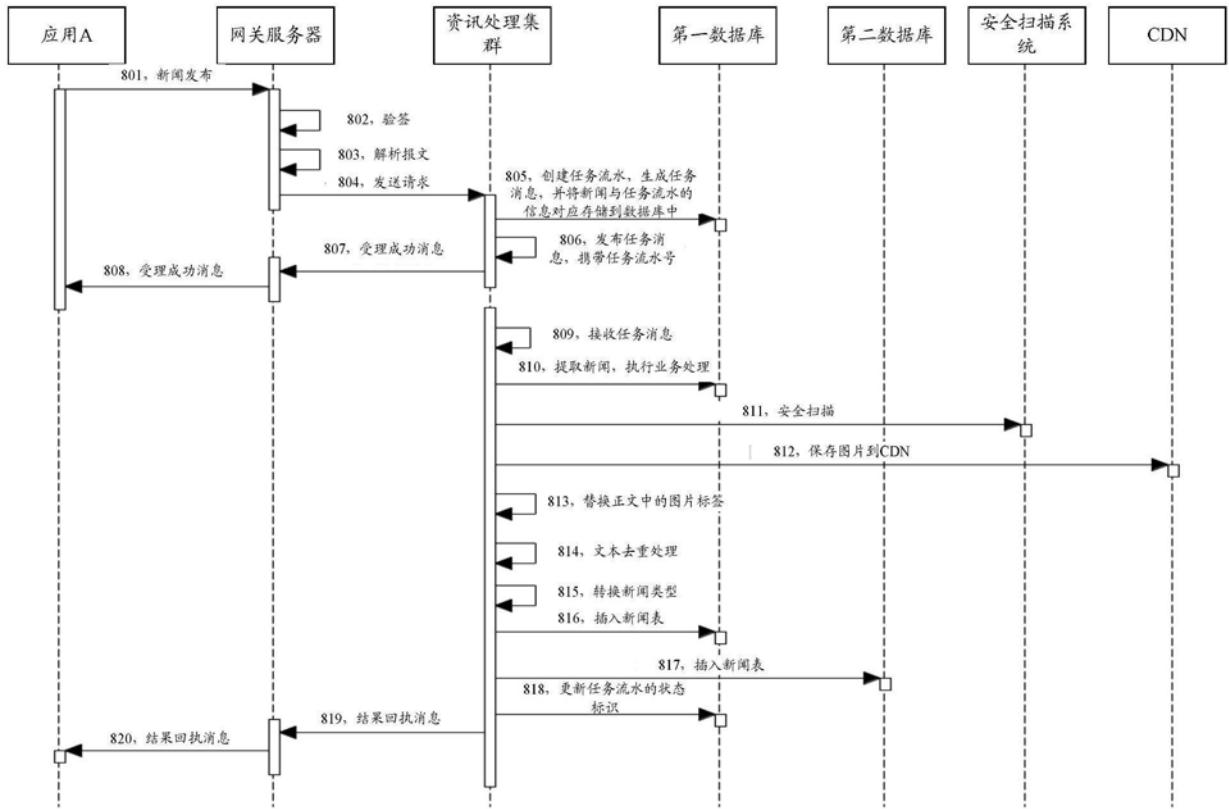 应用A
网关服务器
资讯处理集
群
第一数据库
第二数据库
安全扫描系
统
CDN
801，新闻发布
802，验签
803，解析报文
804，发送请求
805，创建任务流水，生成任务
消息，并将新闻与任务流水的
信息对应存储到数据库中
806，发布任务消
息，携带任务流水号
807，受理成功消息
808，受理成功消息
809，接收任务消息
810，提取新闻，执行业务处理
811，安全扫描
812，保存图片到CDN
813，替换正文中的图片标签
814，文本去重处理
815，转换新闻类型
816，插入新闻表
817，插入新闻表
818，更新任务流水的状态
标识
819，结果回执消息
820，结果回执消息